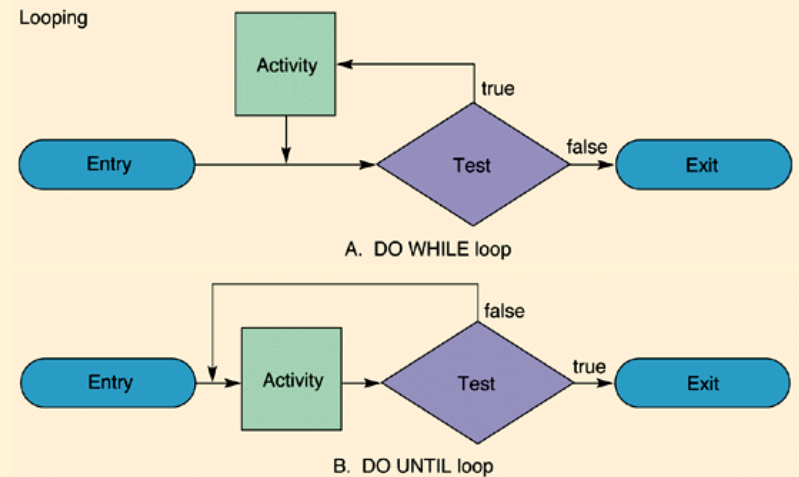 Looping
Activity
true
Entry
Test
false
Exit
A. DO WHILE loop
false
Entry
Activity
Test
true
Exit
B. DO UNTIL loop